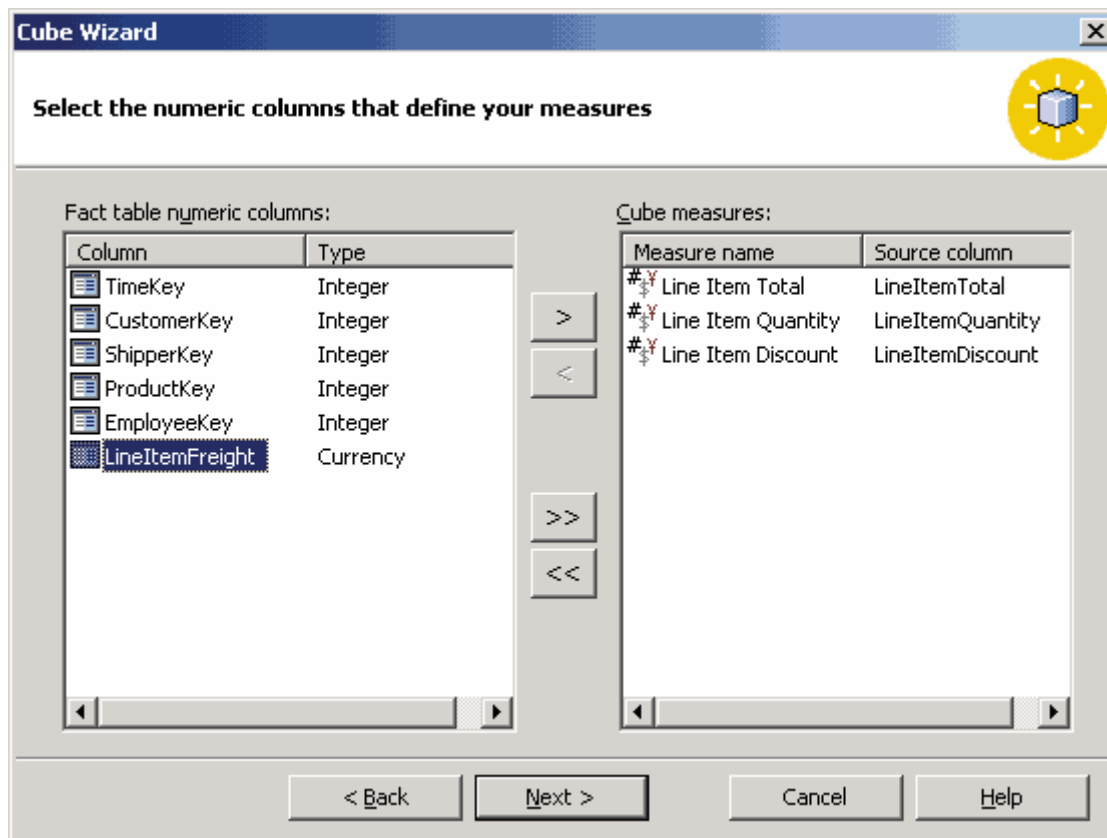 Cube Wizard
Select the numeric columns that define your measures
Fact table numeric columns:
Column Type
TimeKey Integer
CustomerKey Integer
ShipperKey Integer
ProductKey Integer
EmployeeKey Integer
LineItemFreight Currency
>
<
>>
<<
Cube measures:
Measure name Source column
Line Item Total LineItemTotal
Line Item Quantity LineItemQuantity
Line Item Discount LineItemDiscount
< Back Next > Cancel Help